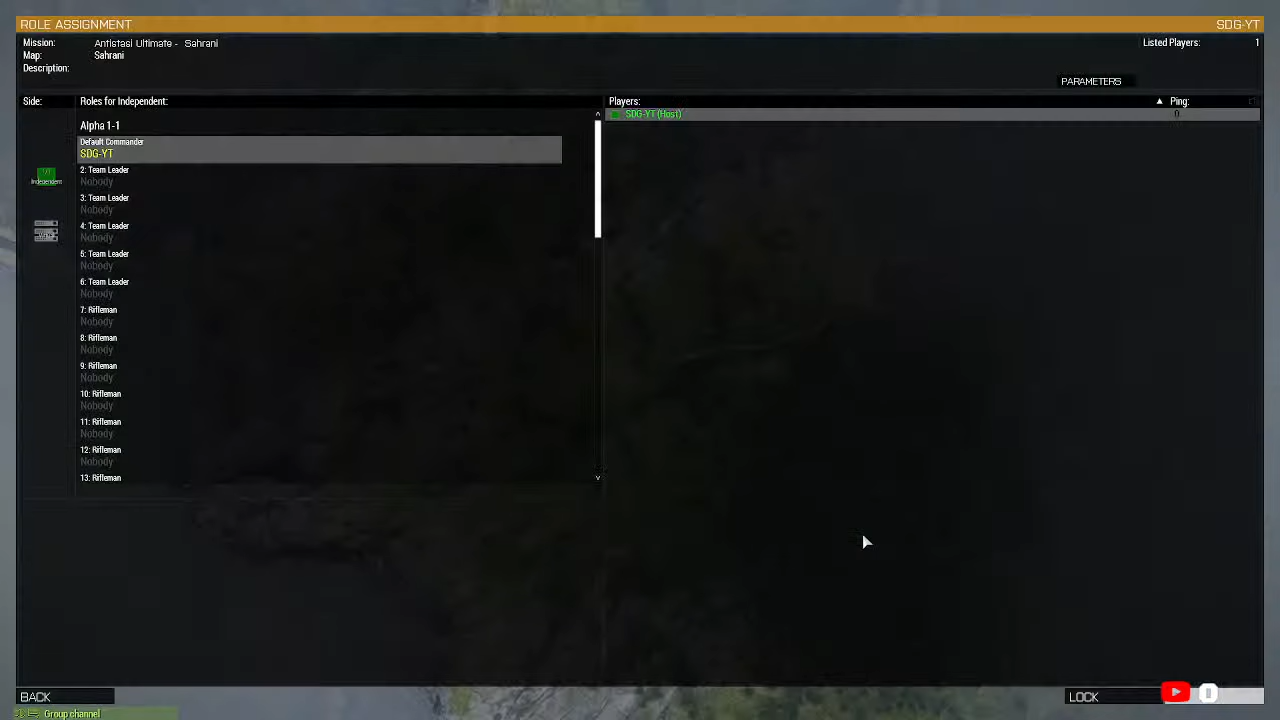 ROLE ASSIGNMENT
SDG-YT
Mission:
Antistasi Ultimate - Sahrani
Listed Players:
1
Map:
Sahrani
Description:
PARAMETERS
Side:
Roles for Independent:
Players:
Ping:
SDG-YT (Host)
0
Alpha 1-1
Default Commander
SDG-YT
Independent
2: Team Leader
Nobody
3: Team Leader
Nobody
4: Team Leader
Nobody
5: Team Leader
Nobody
6: Team Leader
Nobody
7: Rifleman
Nobody
8: Rifleman
Nobody
9: Rifleman
Nobody
10: Rifleman
Nobody
11: Rifleman
Nobody
12: Rifleman
Nobody
13: Rifleman
BACK
LOCK
0
Group channel